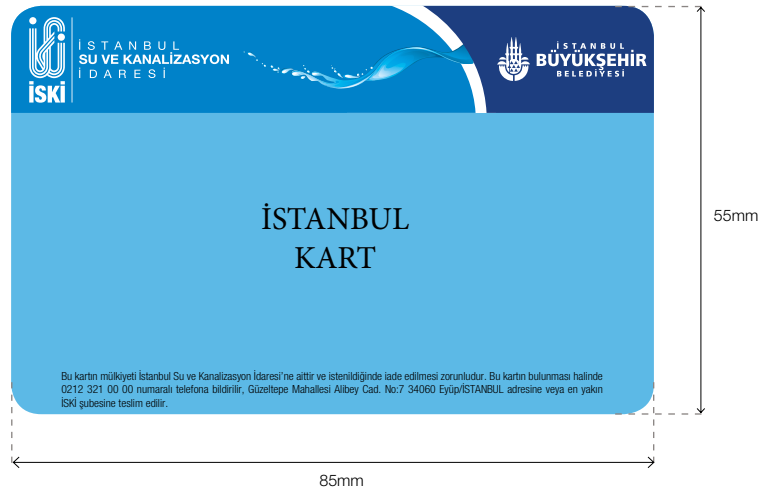 İSTANBUL
SU VE KANALİZASYON
İDARESİ
İSKİ
İSTANBUL
BÜYÜKŞEHİR
BELEDİYESİ
İSTANBUL
KART
Bu kartın mülkiyeti İstanbul Su ve Kanalizasyon İdaresi'ne aittir ve istenildiğinde iade edilmesi zorunludur. Bu kartın bulunması halinde
0212 321 00 00 numaralı telefona bildirilir, Güzeltepe Mahallesi Alibey Cad. No:7 34060 Eyüp/İSTANBUL adresine veya en yakın
İSKİ şubesine teslim edilir.
55mm
85mm